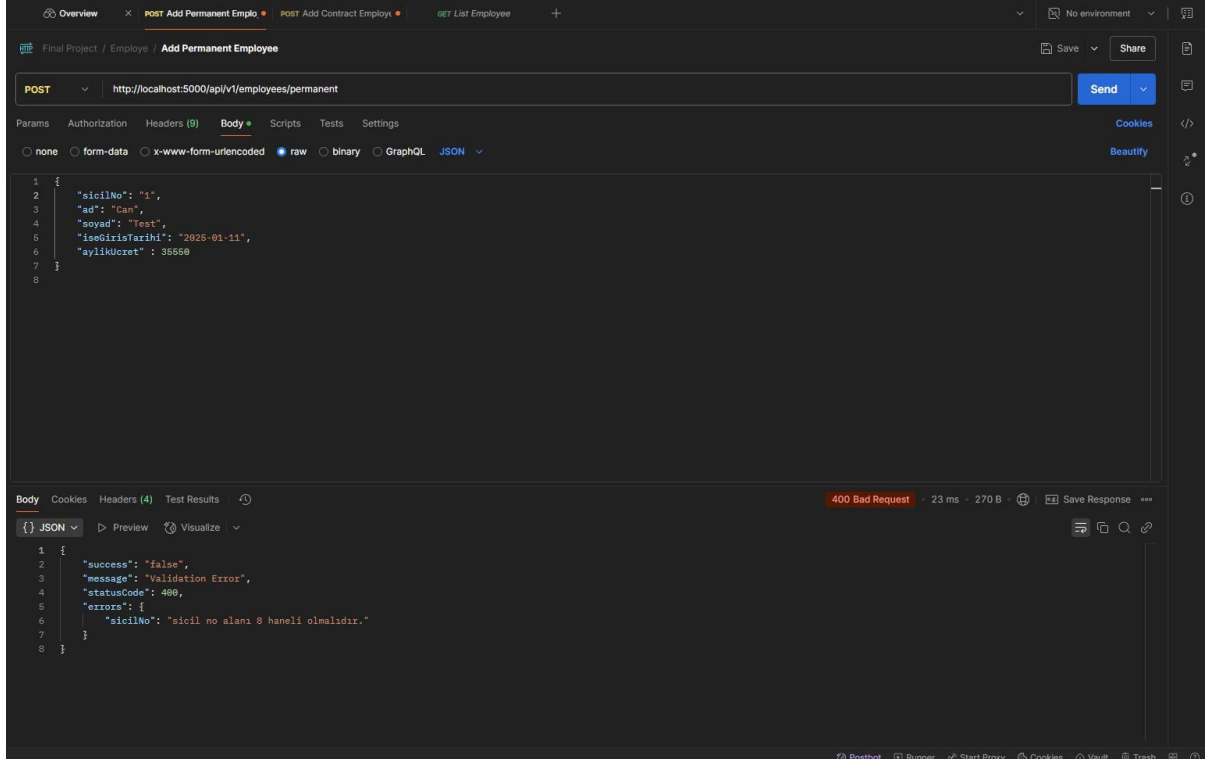 Overview POST Add Permanent Emplo POST Add Contract Employe GET List Employee No environment
HTTP Final Project / Employe / Add Permanent Employee Save Share
POST http://localhost:5000/api/v1/employees/permanent Send
Params Authorization Headers (9) Body Scripts Tests Settings Cookies
none form-data x-www-form-urlencoded raw binary GraphQL JSON Beautify
1 {
2 "sicilNo": "1",
3 "ad": "Can",
4 "soyad": "Test",
5 "iseGirisTarihi": "2025-01-11",
6 "aylikUcret" : 35550
7 }
8
Body Cookies Headers (4) Test Results 400 Bad Request 23 ms 270 B Save Response
{} JSON Preview Visualize
1 {
2 "success": "false",
3 "message": "Validation Error",
4 "statusCode": 400,
5 "errors": {
6 "sicilNo": "sicil no alanı 8 haneli olmalıdır."
7 }
8 }
Postbot Runner Start Proxy Cookies Vault Trash